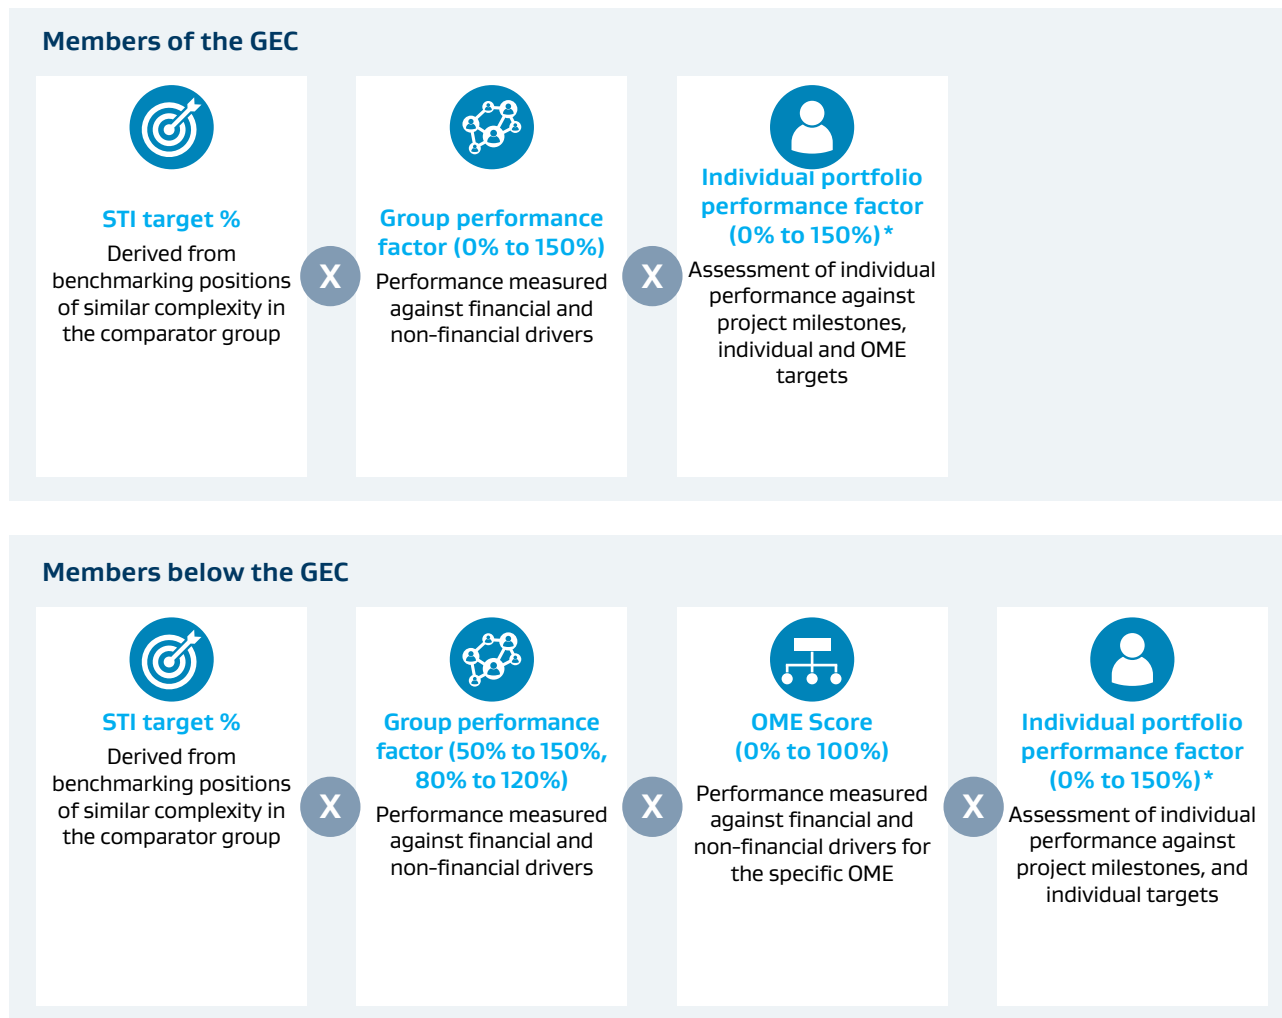 Members of the GEC
STI target %
Derived from
benchmarking positions
of similar complexity in
the comparator group
X
Group performance
factor (0% to 150%)
Performance measured
against financial and
non-financial drivers
X
Individual portfolio
performance factor
(0% to 150%)*
Assessment of individual
performance against
project milestones,
individual and OME
targets
Members below the GEC
STI target %
Derived from
benchmarking positions
of similar complexity in
the comparator group
X
Group performance
factor (50% to 150%,
80% to 120%)
Performance measured
against financial and
non-financial drivers
X
OME Score
(0% to 100%)
Performance measured
against financial and
non-financial drivers for
the specific OME
X
Individual portfolio
performance factor
(0% to 150%)*
Assessment of individual
performance against
project milestones, and
individual targets